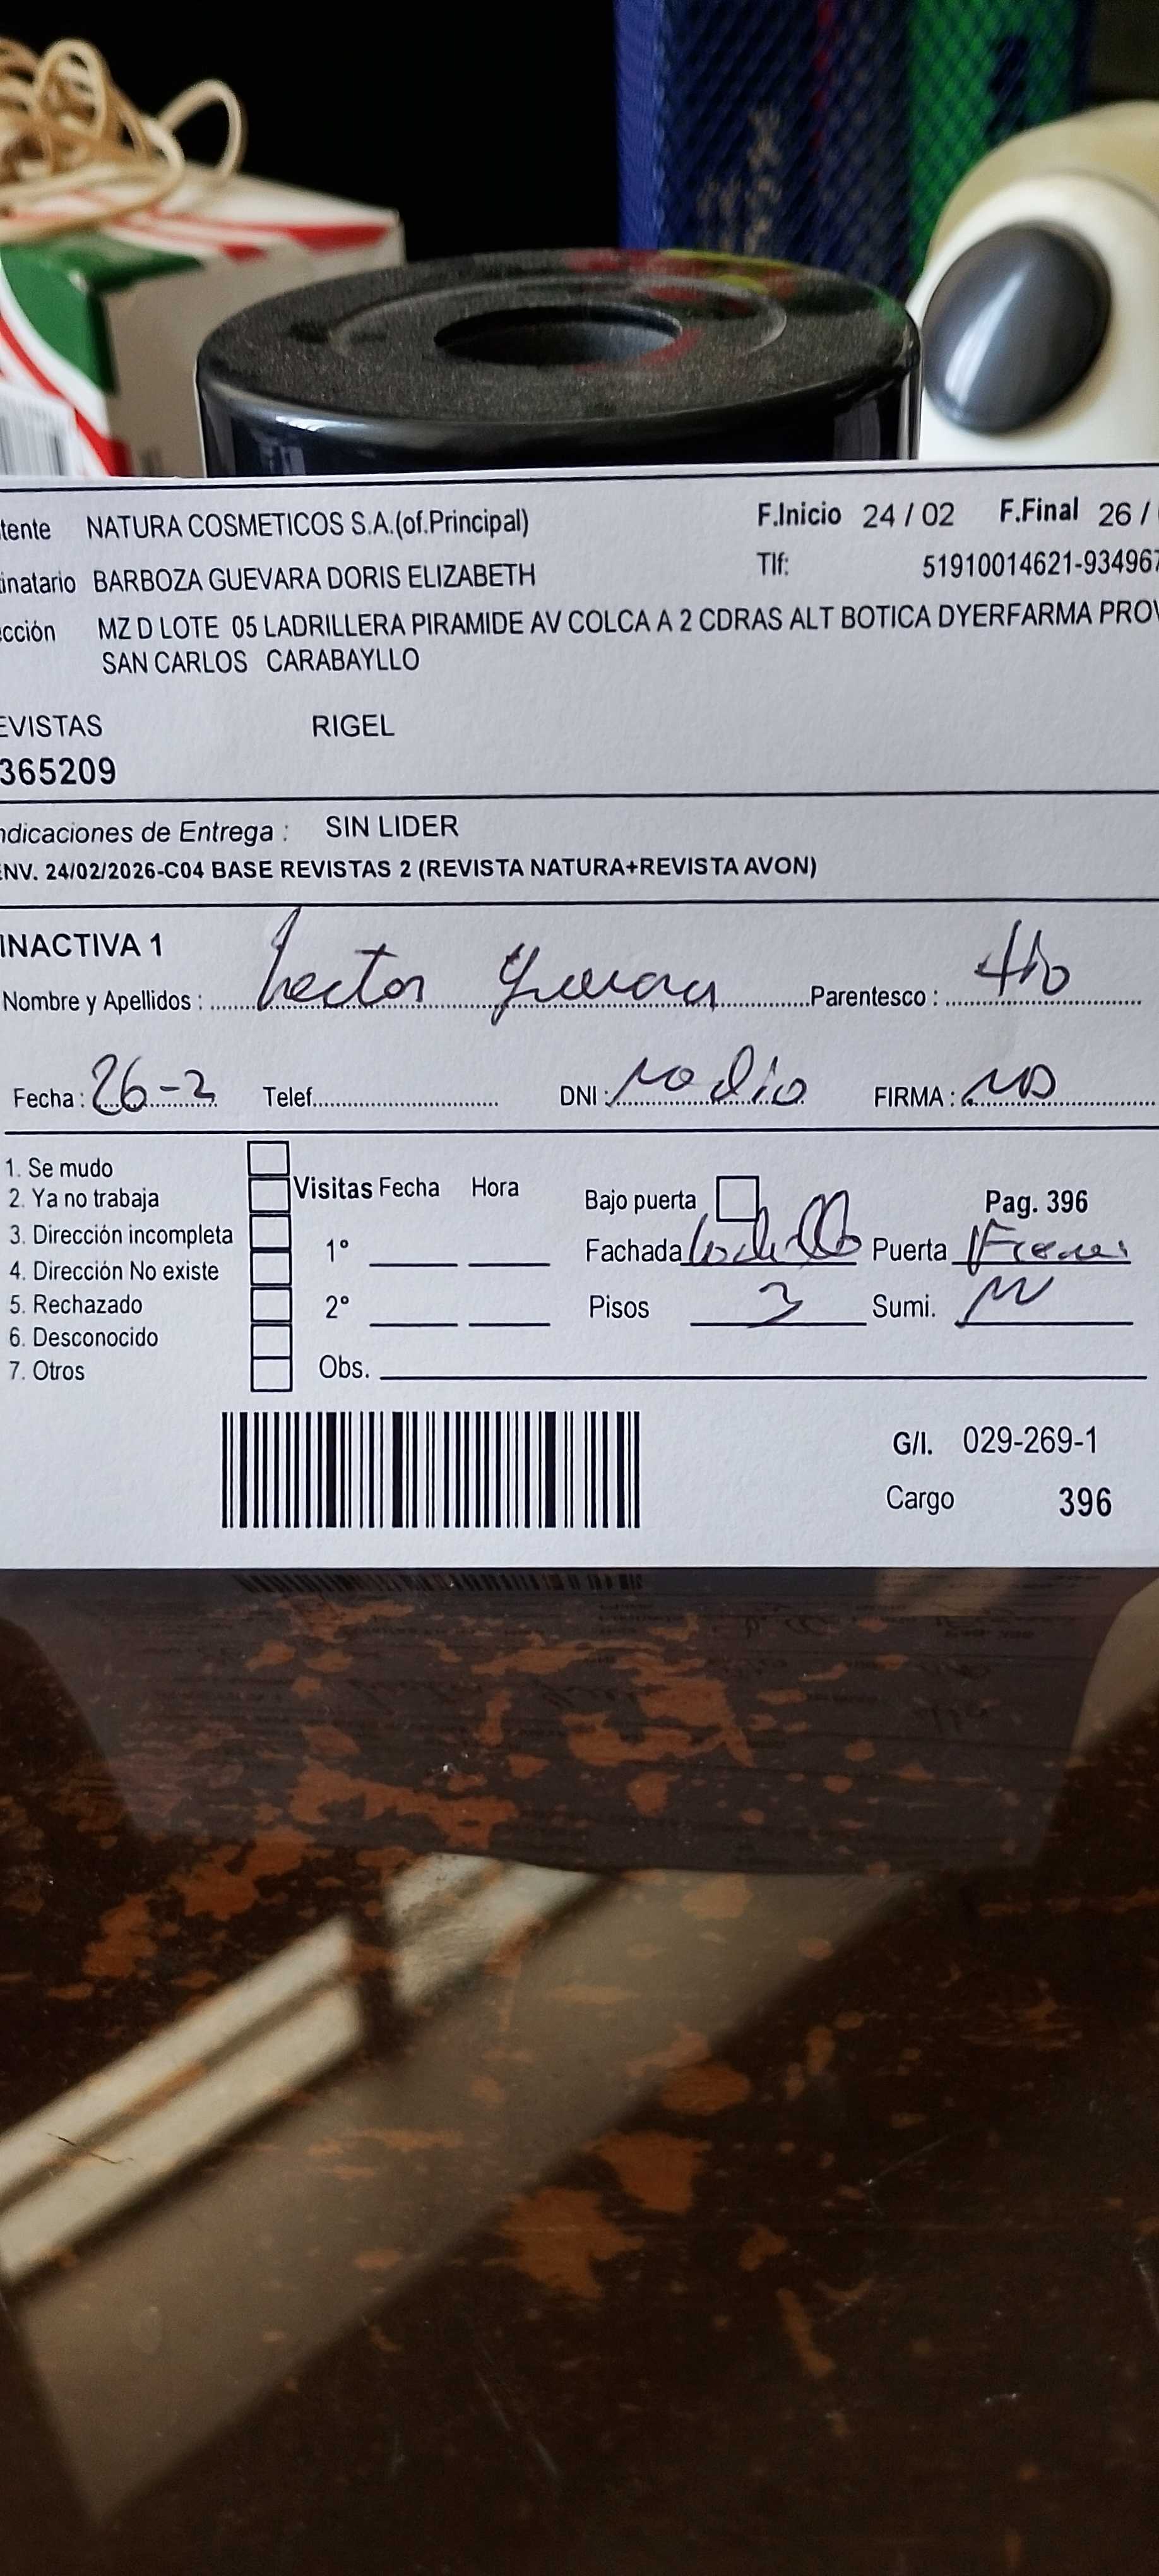 tente NATURA COSMETICOS S.A.(of.Principal) F.Inicio 24 / 02 F.Final 26 /
inatario BARBOZA GUEVARA DORIS ELIZABETH Tlf: 51910014621-934967
cción MZ D LOTE 05 LADRILLERA PIRAMIDE AV COLCA A 2 CDRAS ALT BOTICA DYERFARMA PROV
SAN CARLOS CARABAYLLO
EVISTAS RIGEL
365209
ndicaciones de Entrega : SIN LIDER
ENV. 24/02/2026-C04 BASE REVISTAS 2 (REVISTA NATURA+REVISTA AVON)
INACTIVA 1
Nombre y Apellidos : hector Guevara Parentesco : tio
Fecha : 26-2 Telef. DNI : no dio FIRMA : no
1. Se mudo
2. Ya no trabaja
3. Dirección incompleta
4. Dirección No existe
5. Rechazado
6. Desconocido
7. Otros
Visitas Fecha Hora
1°
2°
Obs.
Bajo puerta Pag. 396
Fachada ladrillo Puerta
Pisos 3 Sumi.
G/I. 029-269-1
Cargo 396